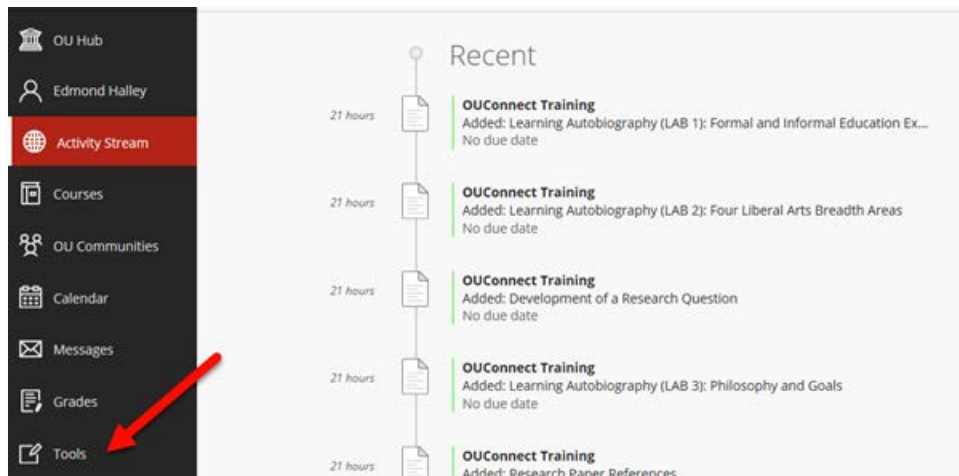 OU Hub
Edmond Halley
Activity Stream
Courses
OU Communities
Calendar
Messages
Grades
Tools
Recent
21 hours
OUConnect Training
Added: Learning Autobiography (LAB 1): Formal and Informal Education Ex...
No due date
21 hours
OUConnect Training
Added: Learning Autobiography (LAB 2): Four Liberal Arts Breadth Areas
No due date
21 hours
OUConnect Training
Added: Development of a Research Question
No due date
21 hours
OUConnect Training
Added: Learning Autobiography (LAB 3): Philosophy and Goals
No due date
21 hours
OUConnect Training
Added: Research Paper References